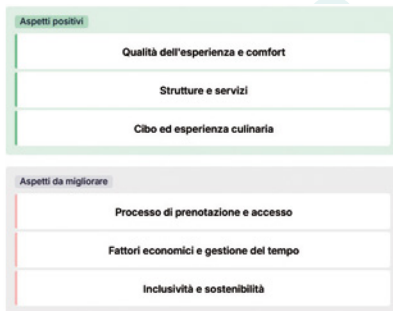 Aspetti positivi
Qualità dell'esperienza e comfort
Strutture e servizi
Cibo ed esperienza culinaria
Aspetti da migliorare
Processo di prenotazione e accesso
Fattori economici e gestione del tempo
Inclusività e sostenibilità